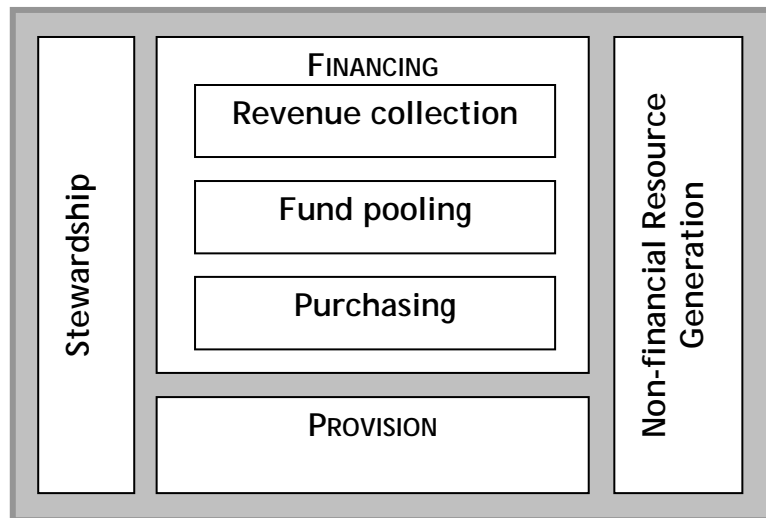 Stewardship
FINANCING
Revenue collection
Fund pooling
Purchasing
PROVISION
Non-financial Resource
Generation